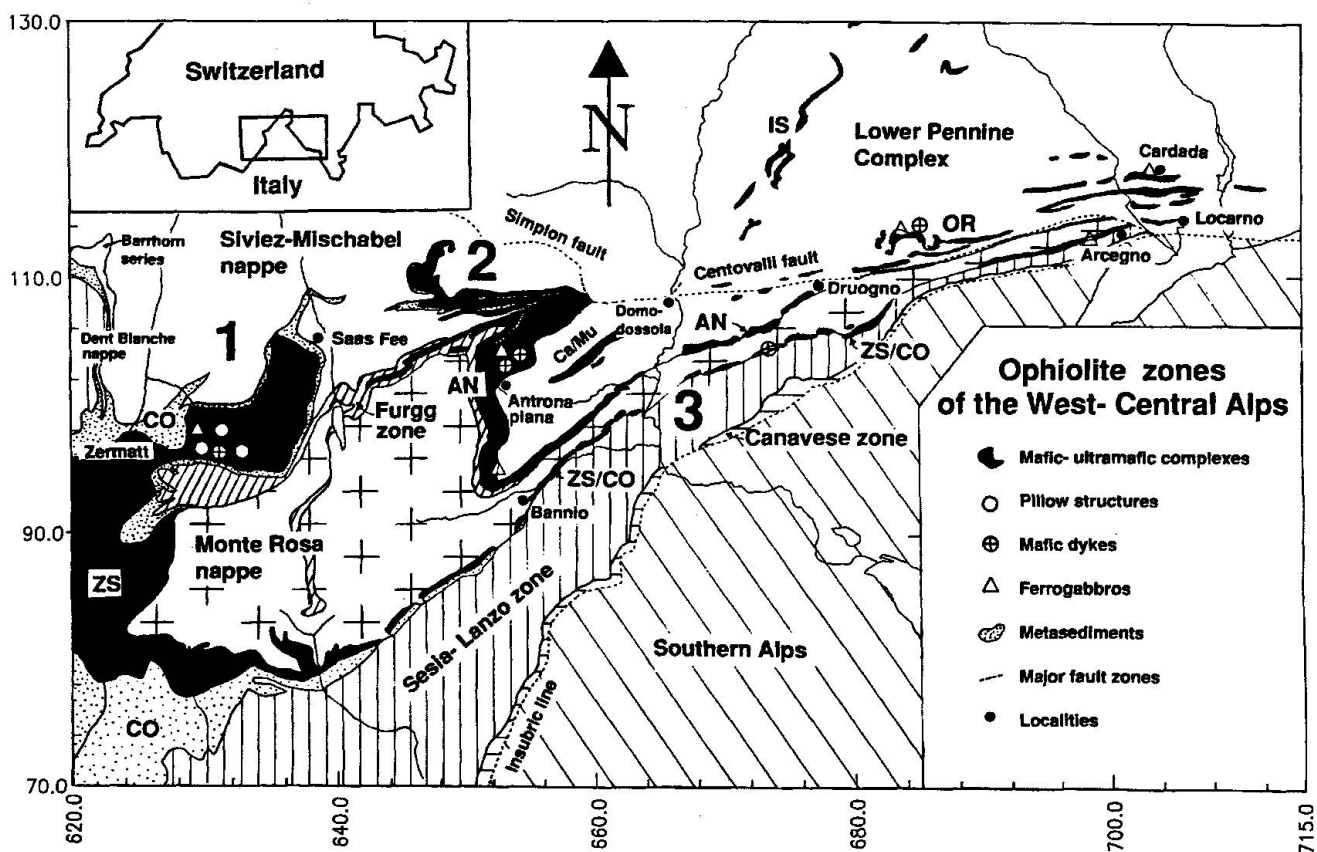 130.0
Switzerland
Italy
N
IS
Lower Pennine
Complex
Cardada
Locarno
Arcegno
OR
Siviez-Mischabel
nappe
Barrhorn
series
2
Simplon fault
Centovalli fault
110.0
Druogno
Domo-
dossola
1
Saas Fee
Dent Blanche
nappe
Ca/Mu
AN
AN
ZS/CO
CO
Furgg
zone
Antrona
piana
3
Canavese zone
Zermatt
ZS/CO
Bannio
90.0
Monte Rosa
nappe
ZS
Sesia- Lanzo zone
Southern Alps
Insubric line
CO
70.0
Ophiolite zones
of the West- Central Alps
Mafic- ultramafic complexes
Pillow structures
Mafic dykes
Ferrogabbros
Metasediments
Major fault zones
Localities
620.0
640.0
660.0
680.0
700.0
715.0